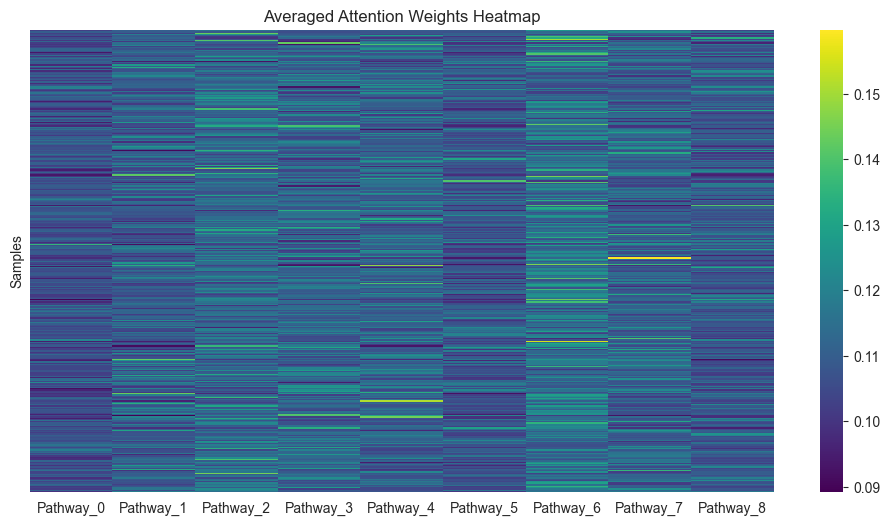 Averaged Attention Weights Heatmap
Samples
Pathway_0 Pathway_1 Pathway_2 Pathway_3 Pathway_4 Pathway_5 Pathway_6 Pathway_7 Pathway_8
0.15
0.14
0.13
0.12
0.11
0.10
0.09